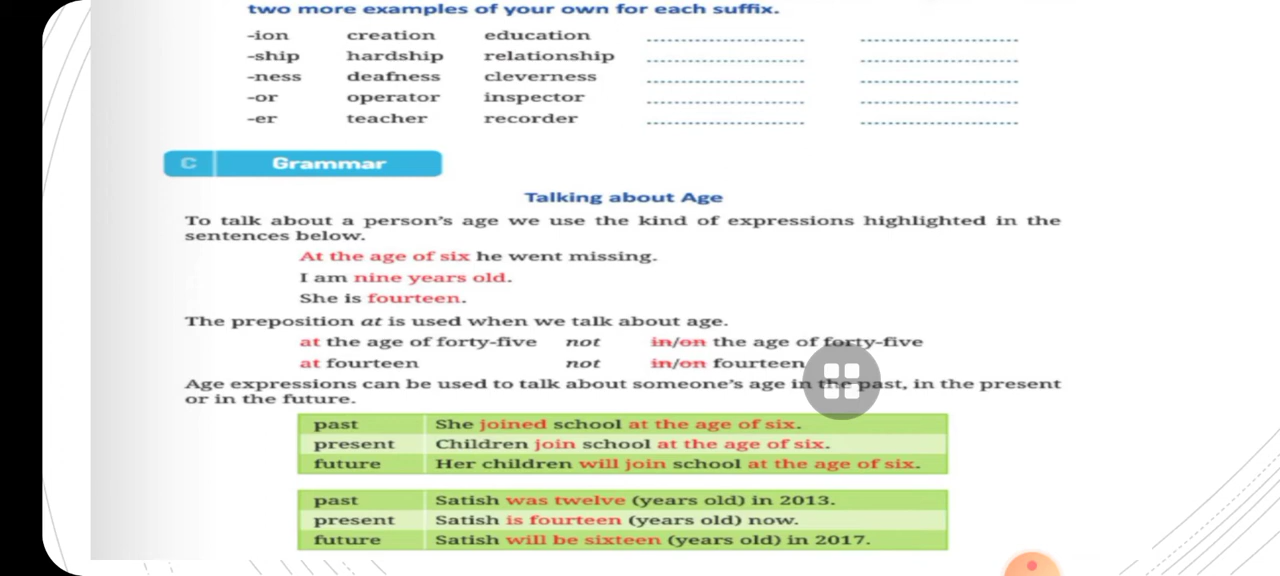 two more examples of your own for each suffix.
-ion creation education ........................ ........................
-ship hardship relationship ........................ ........................
-ness deafness cleverness ........................ ........................
-or operator inspector ........................ ........................
-er teacher recorder ........................ ........................
C Grammar
Talking about Age
To talk about a person's age we use the kind of expressions highlighted in the
sentences below.
At the age of six he went missing.
I am nine years old.
She is fourteen.
The preposition at is used when we talk about age.
at the age of forty-five not in/on the age of forty-five
at fourteen not in/on fourteen
Age expressions can be used to talk about someone's age in the past, in the present
or in the future.
past She joined school at the age of six.
present Children join school at the age of six.
future Her children will join school at the age of six.
past Satish was twelve (years old) in 2013.
present Satish is fourteen (years old) now.
future Satish will be sixteen (years old) in 2017.